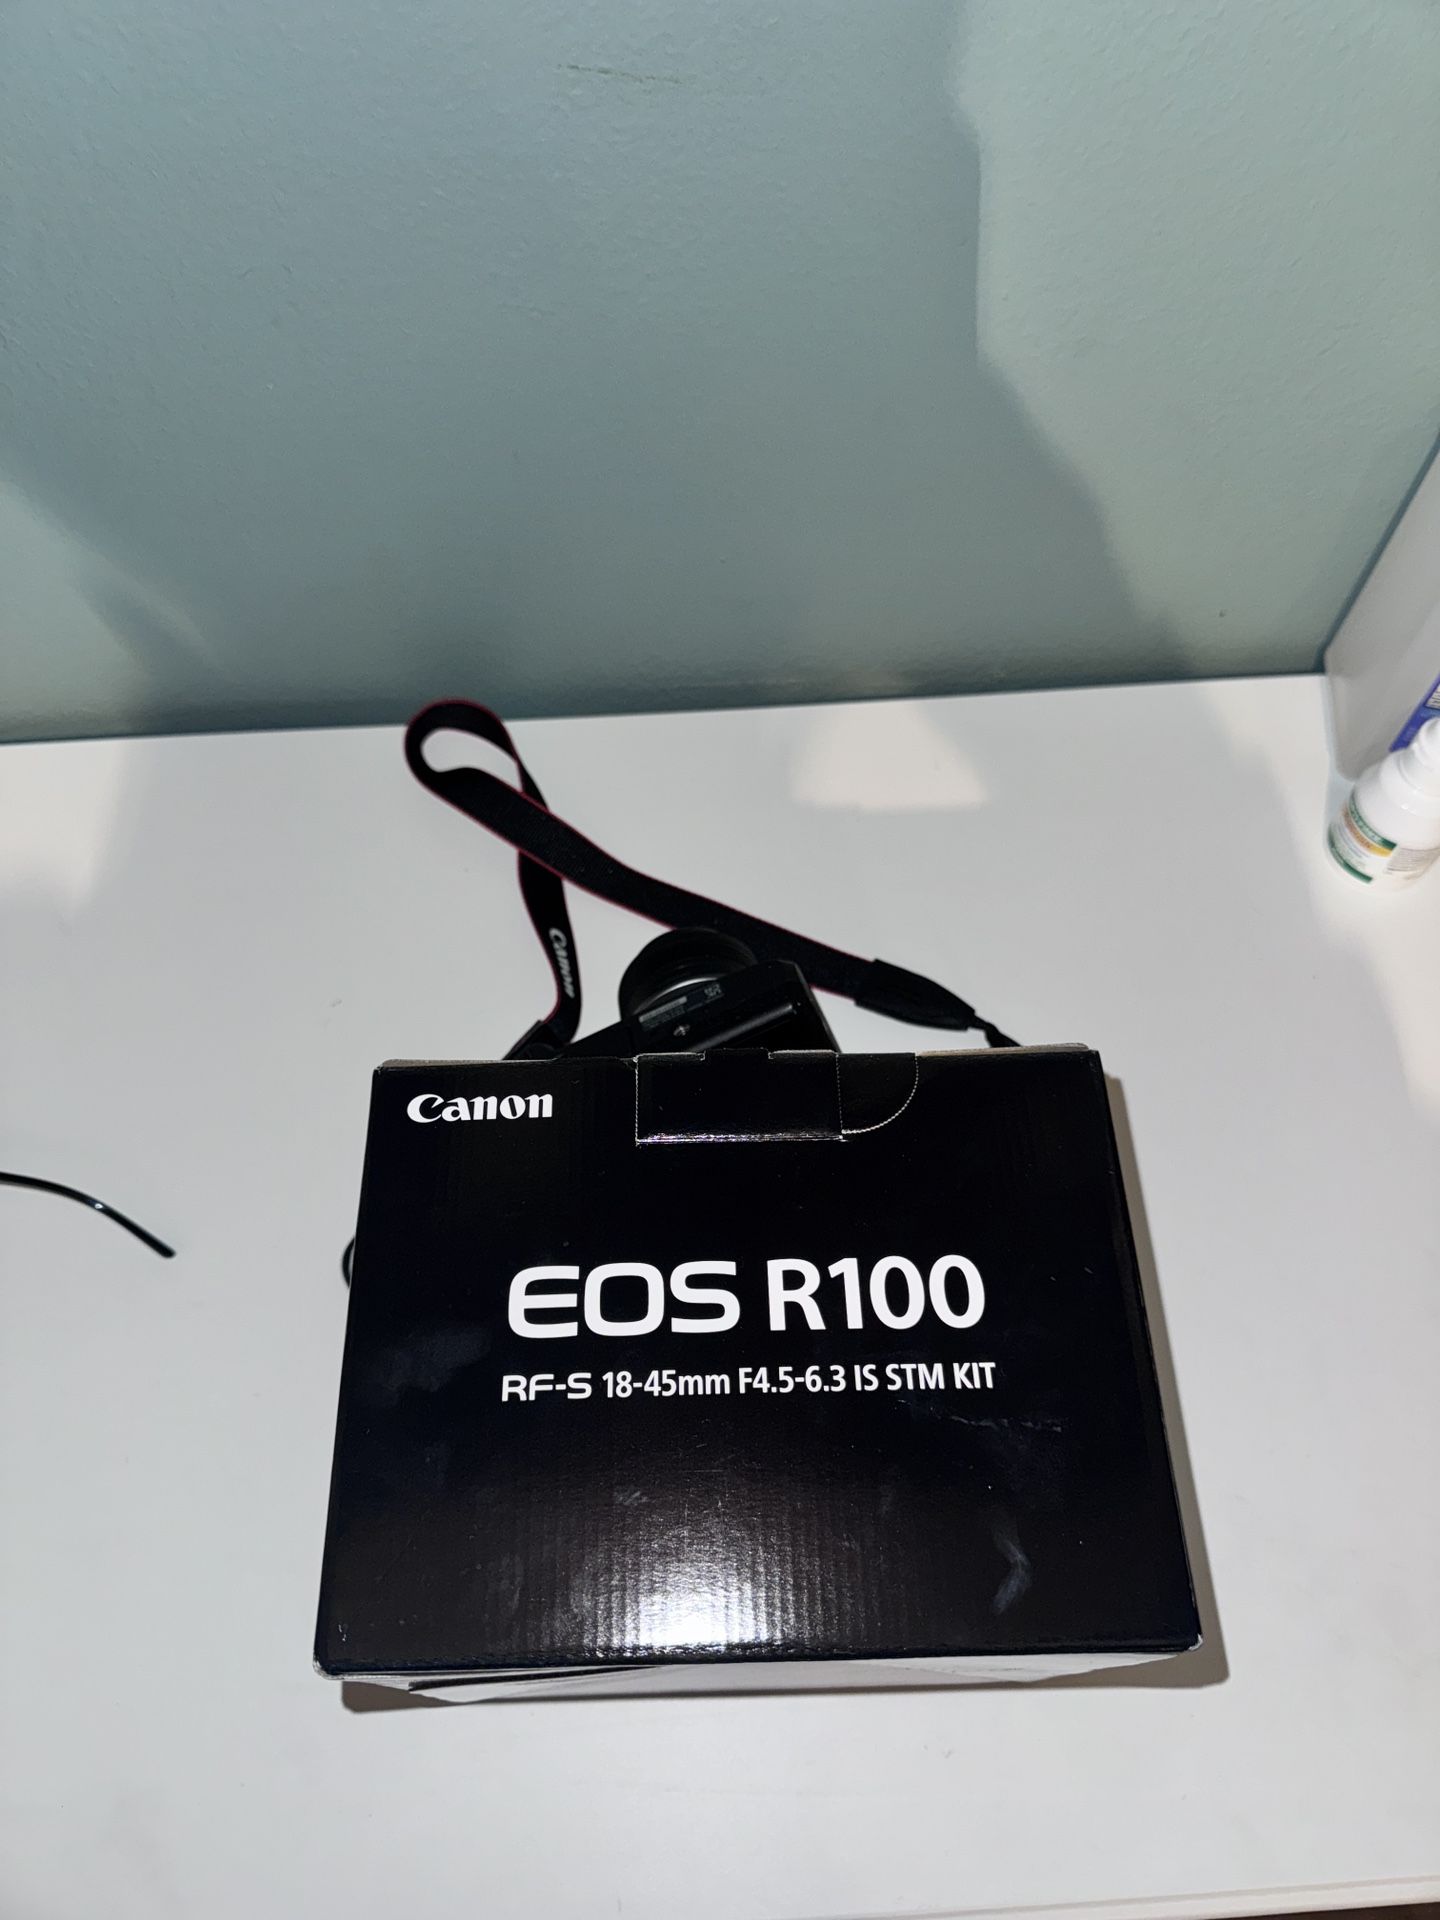 Canon
Canon
EOS R100
RF-S 18-45mm F4.5-6.3 IS STM KIT